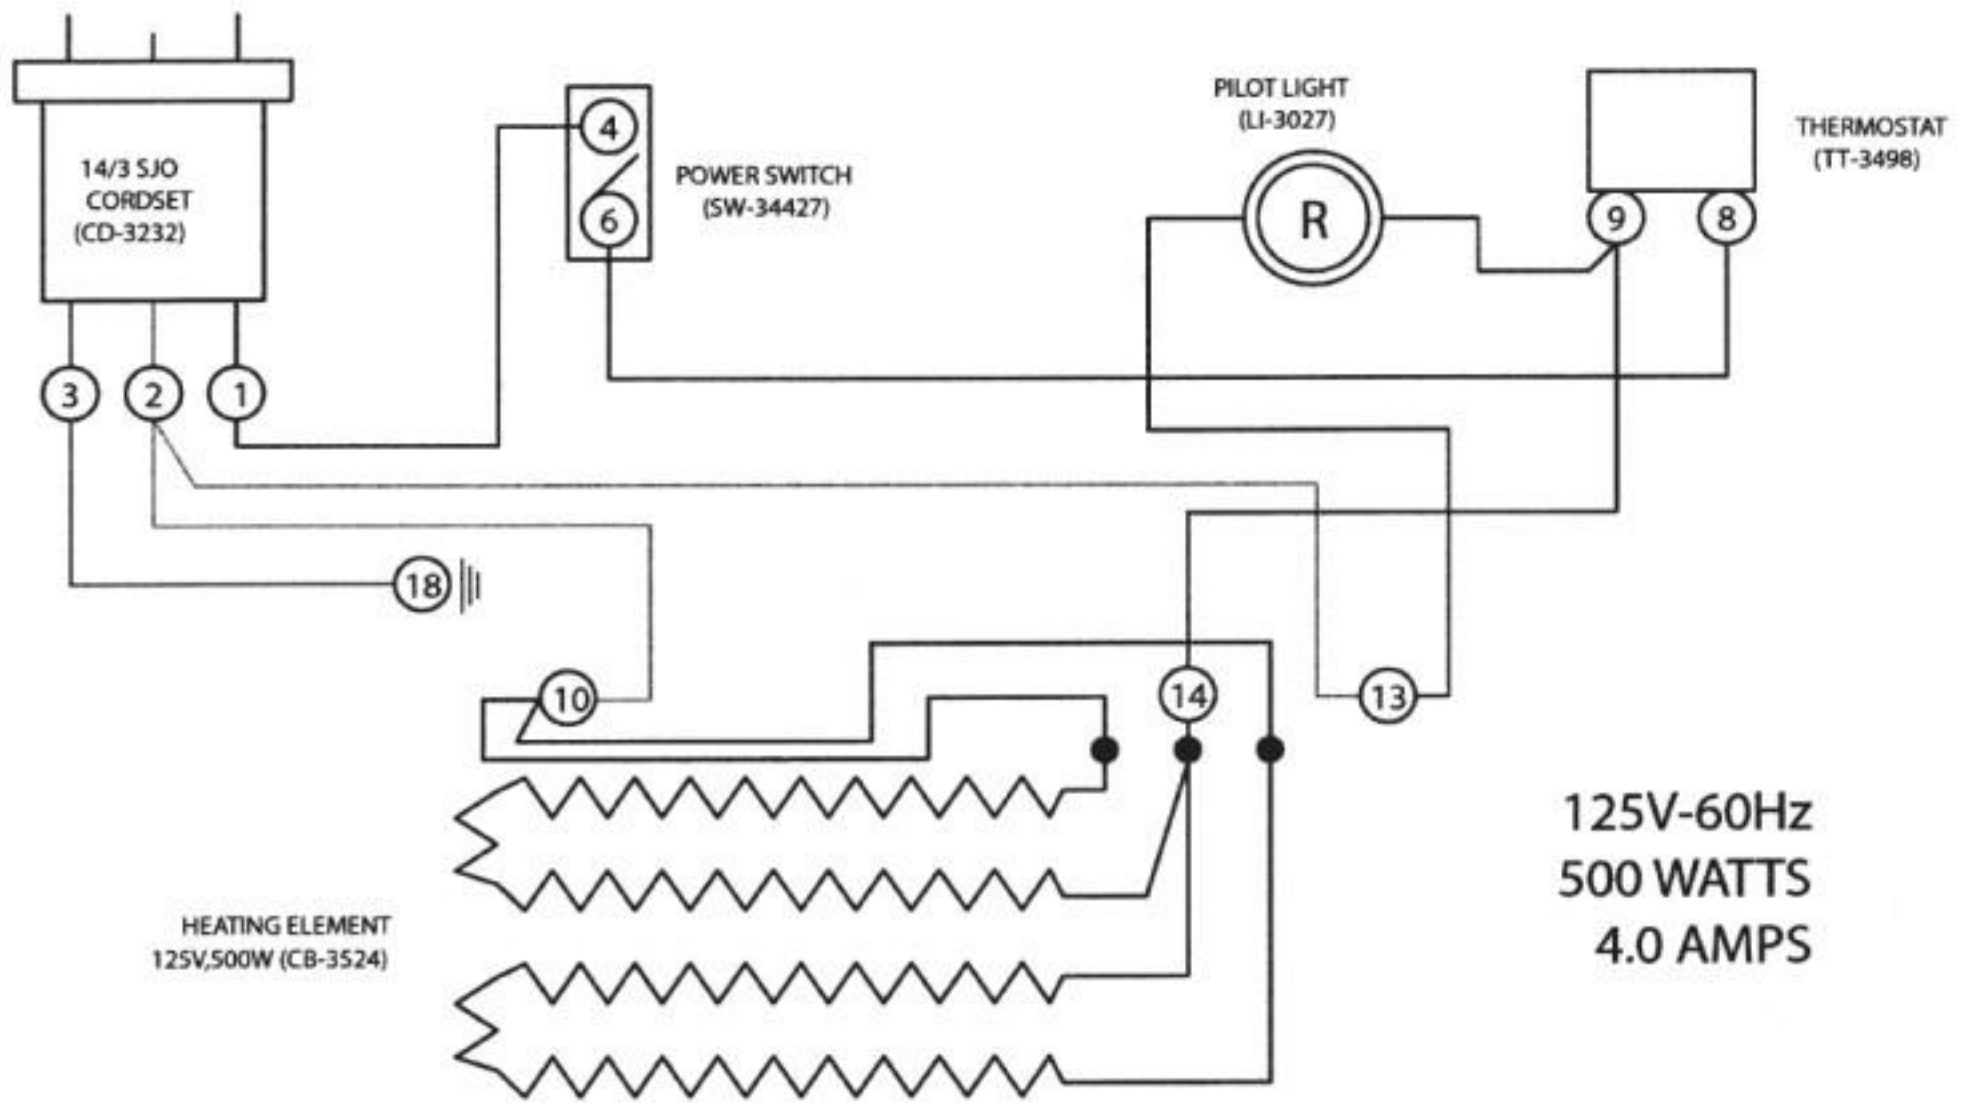 14/3 SJO
CORDSET
(CD-3232)
3
2
1
4
6
POWER SWITCH
(SW-34427)
PILOT LIGHT
(LI-3027)
R
9
8
THERMOSTAT
(TT-3498)
18
10
14
13
HEATING ELEMENT
125V,500W (CB-3524)
125V-60Hz
500 WATTS
4.0 AMPS